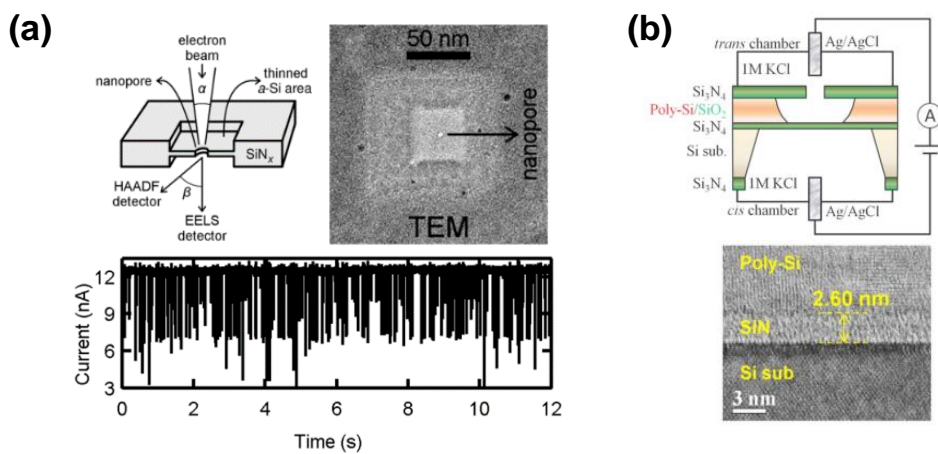 (a)
electron
beam
nanopore
α
thinned
a-Si area
SiNₓ
HAADF
detector
β
EELS
detector
50 nm
nanopore
TEM
Current (nA)
12
9
6
3
0 2 4 6 8 10 12
Time (s)
(b)
trans chamber
Ag/AgCl
1M KCl
Si₃N₄
Poly-Si/SiO₂
Si₃N₄
Si sub.
Si₃N₄
1M KCl
cis chamber
Ag/AgCl
A
Poly-Si
2.60 nm
SiN
Si sub
3 nm